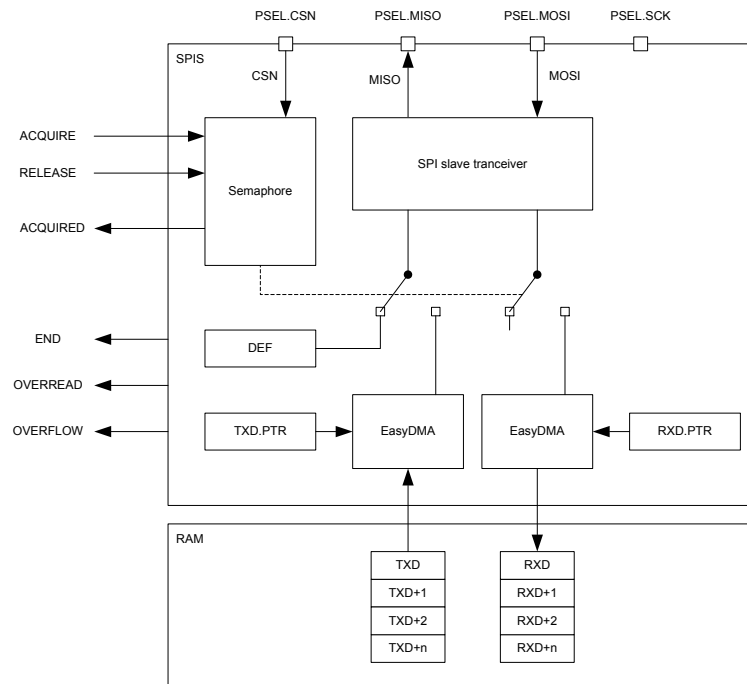 PSEL.CSN PSEL.MISO PSEL.MOSI PSEL.SCK
SPIS
CSN MISO MOSI
ACQUIRE
RELEASE
ACQUIRED
Semaphore
SPI slave tranceiver
END
OVERREAD
OVERFLOW
DEF
TXD.PTR EasyDMA EasyDMA RXD.PTR
RAM
TXD RXD
TXD+1 RXD+1
TXD+2 RXD+2
TXD+n RXD+n